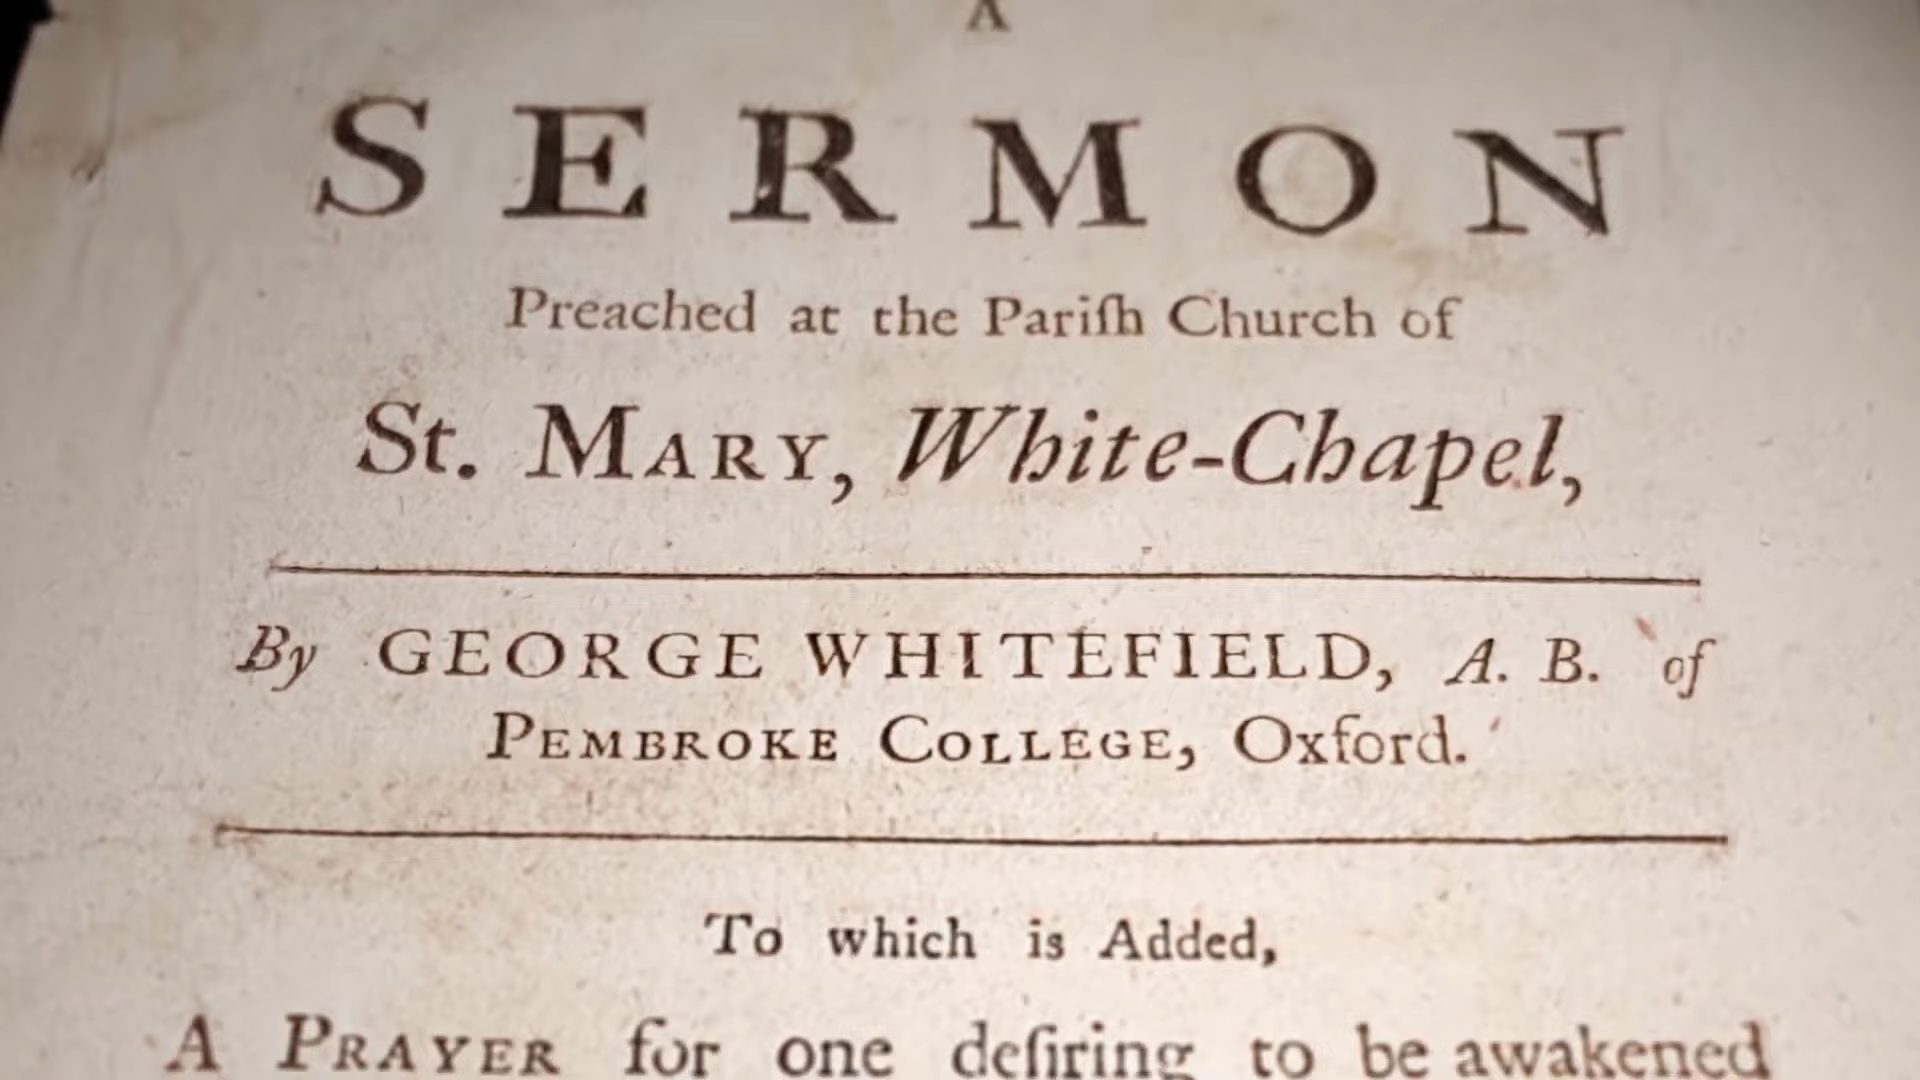 A
SERMON
Preached at the Pariſh Church of
St. MARY, White-Chapel,
By GEORGE WHITEFIELD, A. B. of
PEMBROKE COLLEGE, Oxford.
To which is Added,
A PRAYER for one deſiring to be awakened